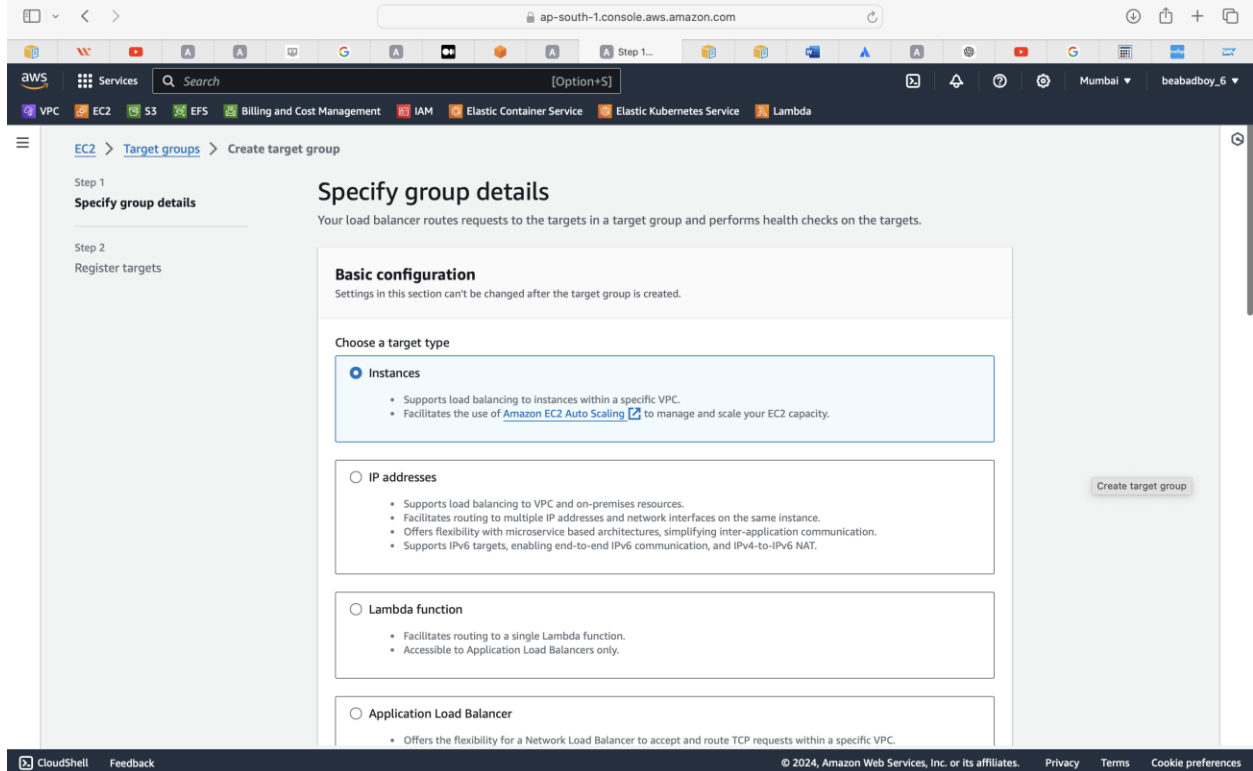 ap-south-1.console.aws.amazon.com
Step 1...
aws Services Search [Option+S] Mumbai ▼ beabadboy_6 ▼
VPC EC2 S3 EFS Billing and Cost Management IAM Elastic Container Service Elastic Kubernetes Service Lambda
EC2 > Target groups > Create target group
Step 1
Specify group details
Step 2
Register targets
Specify group details
Your load balancer routes requests to the targets in a target group and performs health checks on the targets.
Basic configuration
Settings in this section can't be changed after the target group is created.
Choose a target type
Instances
• Supports load balancing to instances within a specific VPC.
• Facilitates the use of Amazon EC2 Auto Scaling to manage and scale your EC2 capacity.
IP addresses
• Supports load balancing to VPC and on-premises resources.
• Facilitates routing to multiple IP addresses and network interfaces on the same instance.
• Offers flexibility with microservice based architectures, simplifying inter-application communication.
• Supports IPv6 targets, enabling end-to-end IPv6 communication, and IPv4-to-IPv6 NAT.
Create target group
Lambda function
• Facilitates routing to a single Lambda function.
• Accessible to Application Load Balancers only.
Application Load Balancer
• Offers the flexibility for a Network Load Balancer to accept and route TCP requests within a specific VPC.
CloudShell Feedback © 2024, Amazon Web Services, Inc. or its affiliates. Privacy Terms Cookie preferences